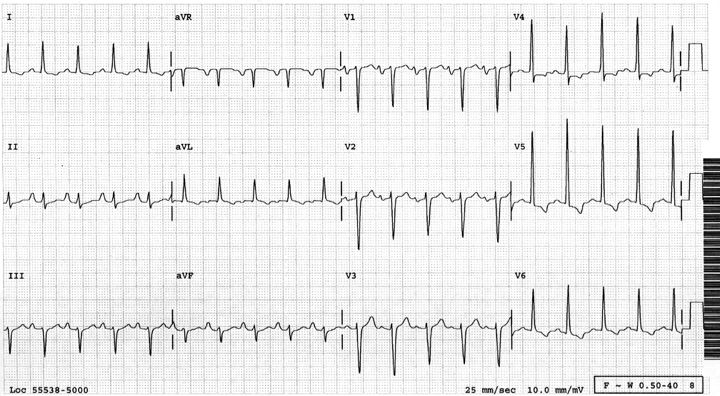 I aVR V1 V4
II aVL V2 V5
III aVF V3 V6
Loc 55538-5000 25 mm/sec 10.0 mm/mV F ~ W 0.50-40 8